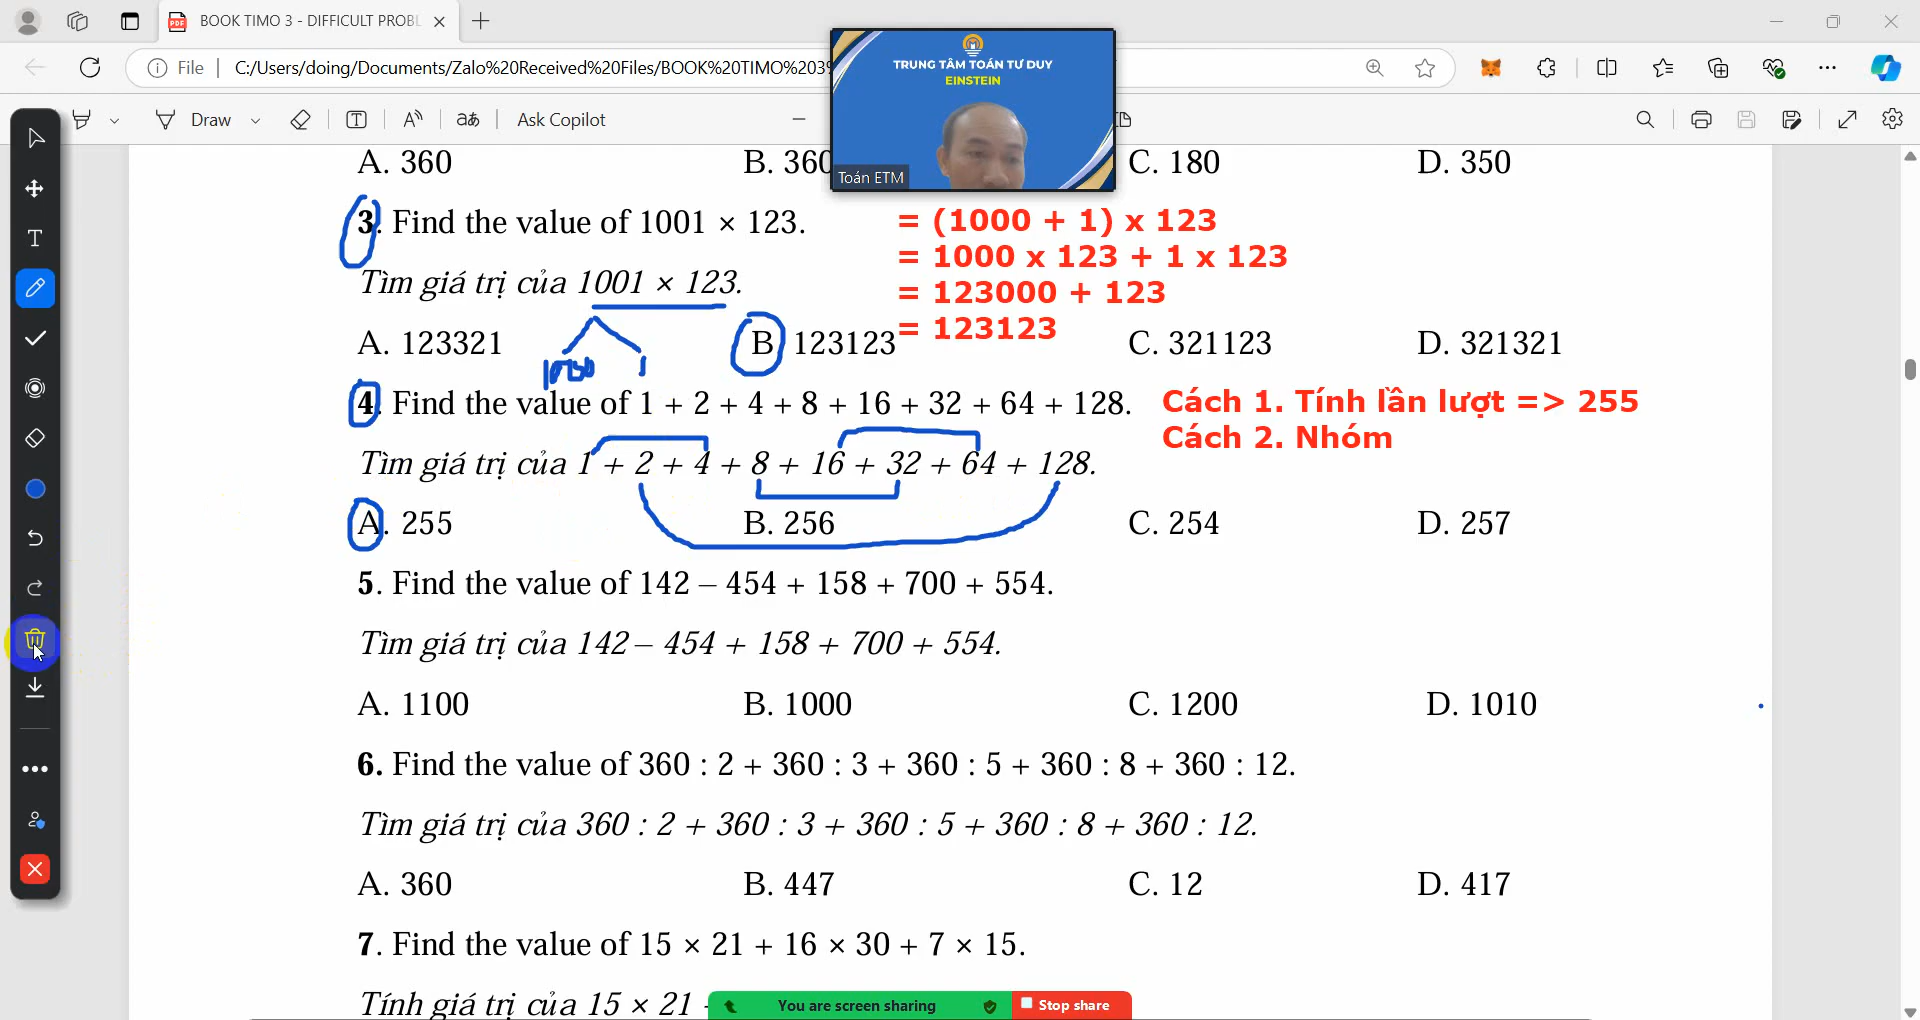 BOOK TIMO 3 - DIFFICULT PROBL
File
C:/Users/doing/Documents/Zalo%20Received%20Files/BOOK%20TIMO%203
Draw
aあ
Ask Copilot
TRUNG TÂM TOÁN TƯ DUY
EINSTEIN
Toán ETM
A. 360 B. 360 C. 180 D. 350
3. Find the value of 1001 × 123.
= (1000 + 1) x 123
= 1000 x 123 + 1 x 123
Tìm giá trị của 1001 × 123.
= 123000 + 123
= 123123
A. 123321 B 123123 C. 321123 D. 321321
1000 1
4. Find the value of 1 + 2 + 4 + 8 + 16 + 32 + 64 + 128.
Cách 1. Tính lần lượt => 255
Cách 2. Nhóm
Tìm giá trị của 1 + 2 + 4 + 8 + 16 + 32 + 64 + 128.
A. 255 B. 256 C. 254 D. 257
5. Find the value of 142 – 454 + 158 + 700 + 554.
Tìm giá trị của 142 – 454 + 158 + 700 + 554.
A. 1100 B. 1000 C. 1200 D. 1010
6. Find the value of 360 : 2 + 360 : 3 + 360 : 5 + 360 : 8 + 360 : 12.
Tìm giá trị của 360 : 2 + 360 : 3 + 360 : 5 + 360 : 8 + 360 : 12.
A. 360 B. 447 C. 12 D. 417
7. Find the value of 15 × 21 + 16 × 30 + 7 × 15.
Tính giá trị của 15 × 21
You are screen sharing
Stop share